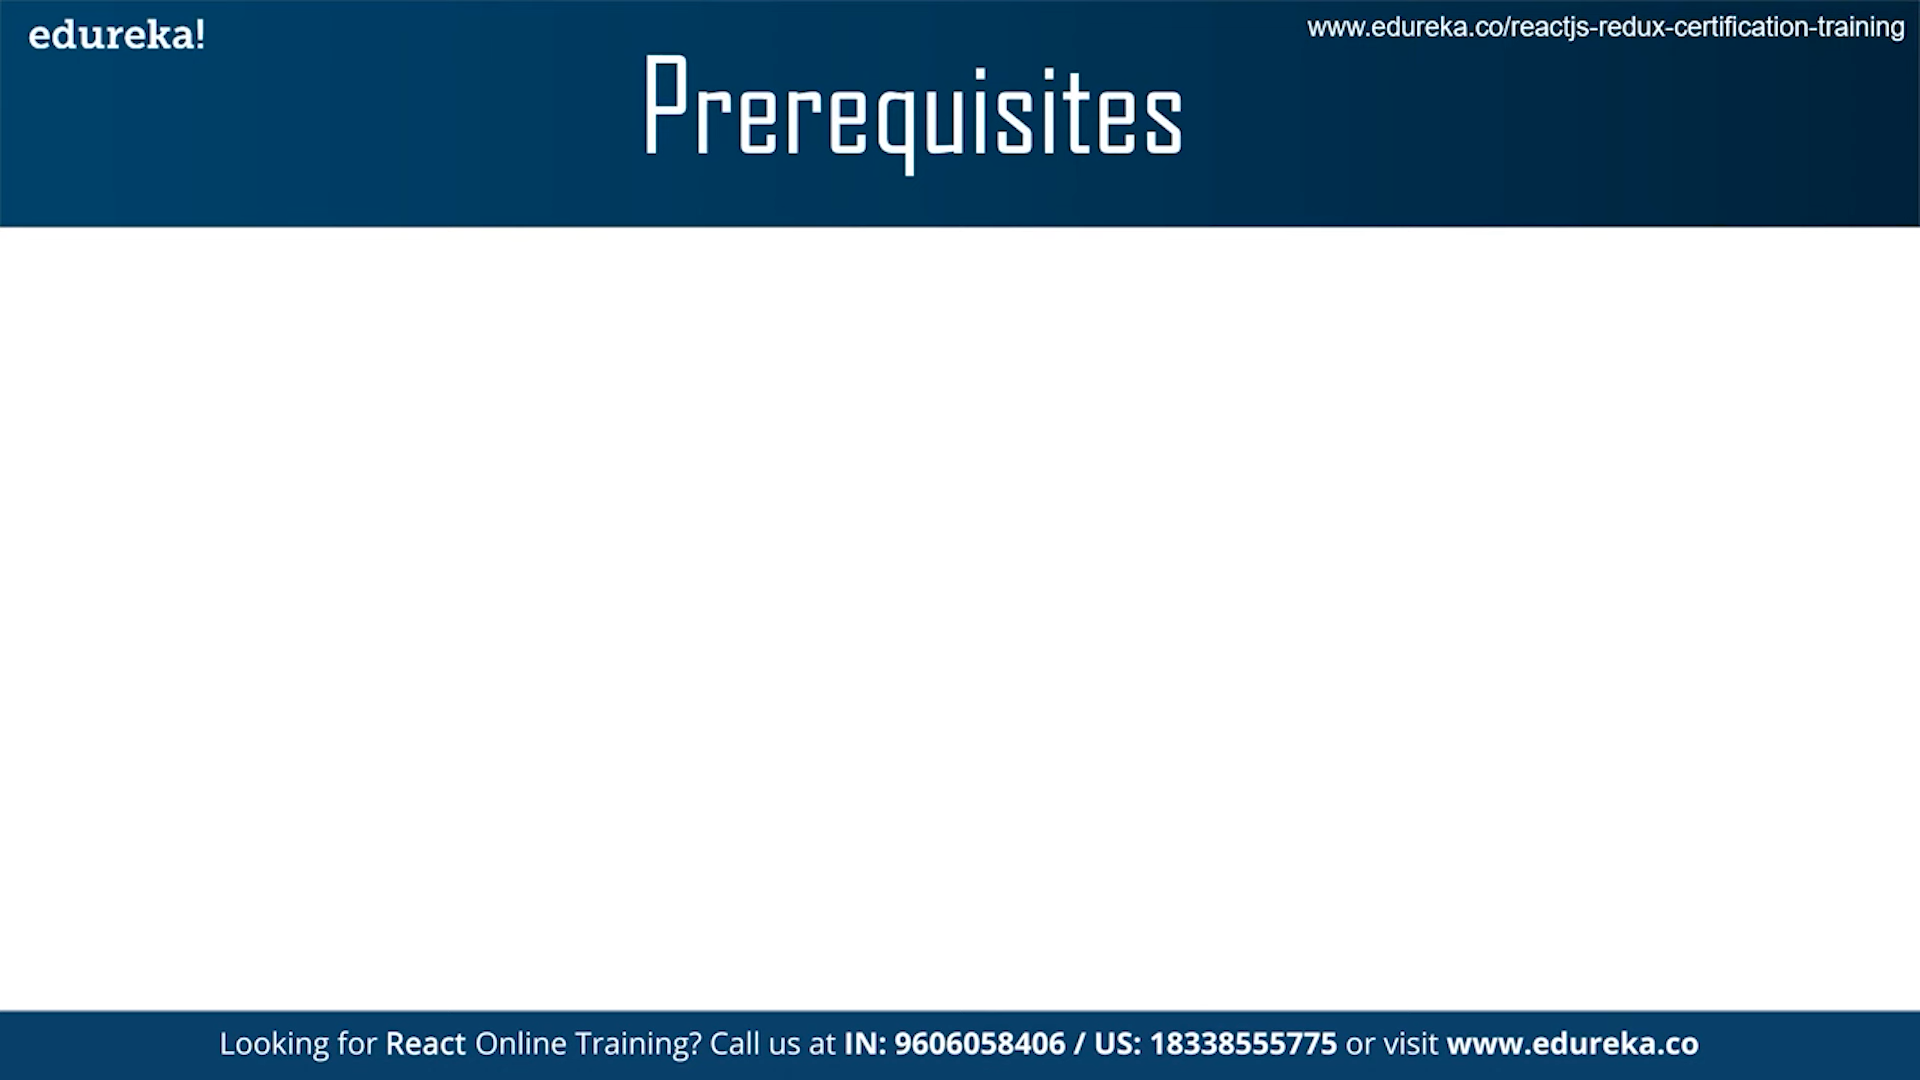 edureka!
www.edureka.co/reactjs-redux-certification-training
Prerequisites
Looking for React Online Training? Call us at IN: 9606058406 / US: 18338555775 or visit www.edureka.co